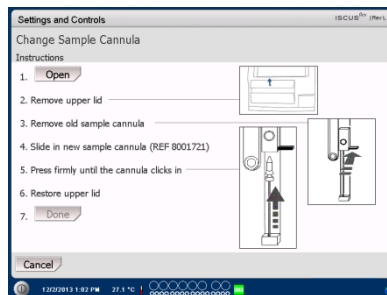 Settings and Controls
ISCUSflex
Change Sample Cannula
Instructions
1. Open
2. Remove upper lid
3. Remove old sample cannula
4. Slide in new sample cannula (REF 8001721)
5. Press firmly until the cannula clicks in
6. Restore upper lid
7. Done
Cancel
12/2/2013 1:02 PM 27.1 °C